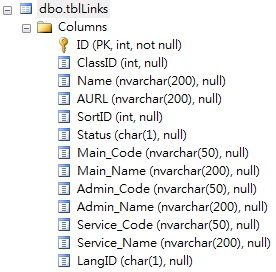 dbo.tblLinks
Columns
ID (PK, int, not null)
ClassID (int, null)
Name (nvarchar(200), null)
AURL (nvarchar(200), null)
SortID (int, null)
Status (char(1), null)
Main_Code (nvarchar(50), null)
Main_Name (nvarchar(200), null)
Admin_Code (nvarchar(50), null)
Admin_Name (nvarchar(200), null)
Service_Code (nvarchar(50), null)
Service_Name (nvarchar(200), null)
LangID (char(1), null)